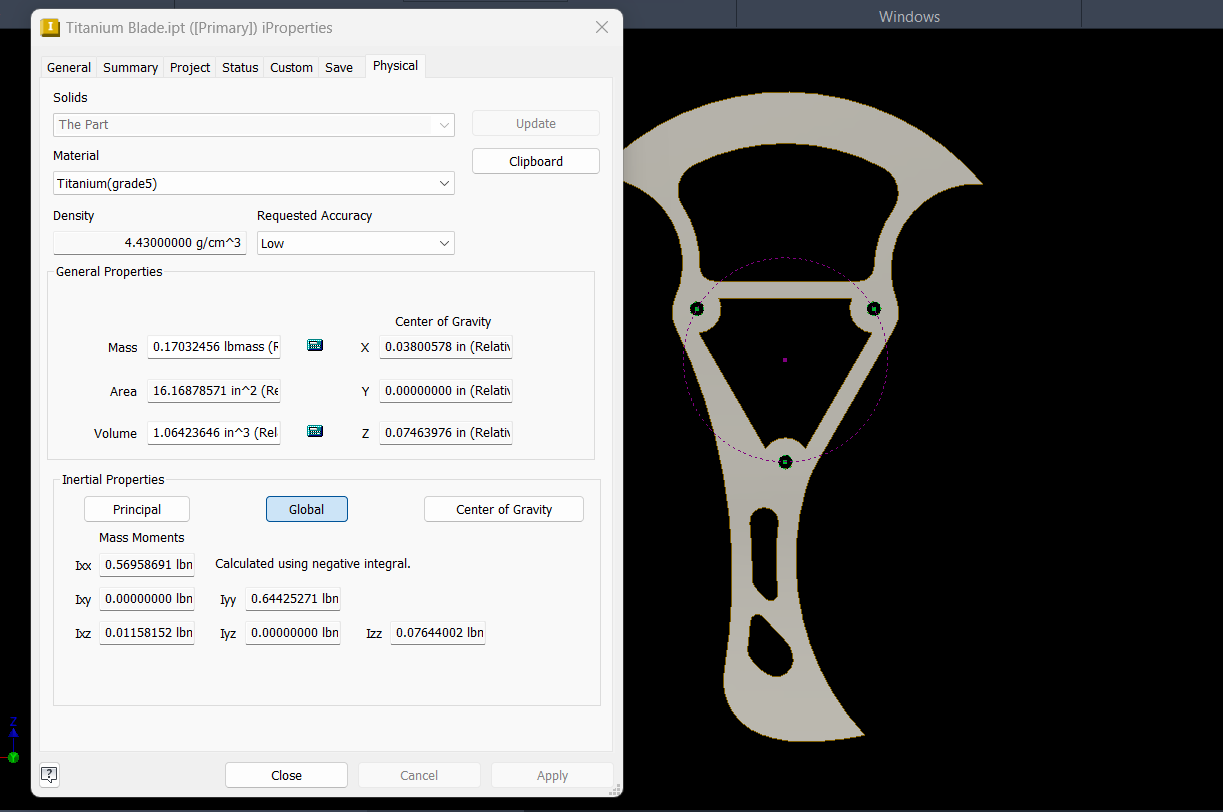 Windows
Titanium Blade.ipt ([Primary]) iProperties
General Summary Project Status Custom Save Physical
Solids
The Part
Update
Material
Clipboard
Titanium(grade5)
Density Requested Accuracy
4.43000000 g/cm^3 Low
General Properties
Center of Gravity
Mass 0.17032456 lbmass (R X 0.03800578 in (Relativ
Area 16.16878571 in^2 (Re Y 0.00000000 in (Relativ
Volume 1.06423646 in^3 (Rel Z 0.07463976 in (Relativ
Inertial Properties
Principal Global Center of Gravity
Mass Moments
Ixx 0.56958691 lbn Calculated using negative integral.
Ixy 0.00000000 lbn Iyy 0.64425271 lbn
Ixz 0.01158152 lbn Iyz 0.00000000 lbn Izz 0.07644002 lbn
Z
Y
?
Close Cancel Apply